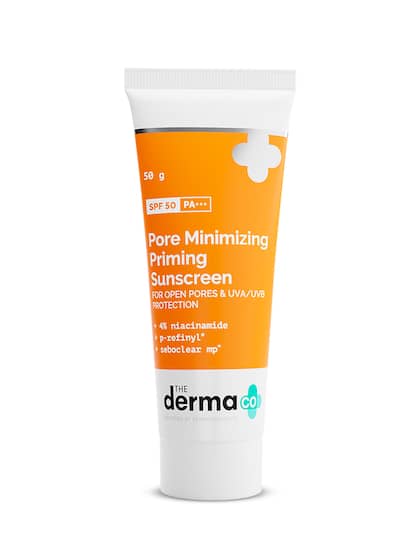 50 g
SPF 50 PA+++
Pore Minimizing
Priming
Sunscreen
FOR OPEN PORES & UVA/UVB
PROTECTION
+ 4% niacinamide
+ p-refinyl®
+ seboclear mp®
THE
derma co